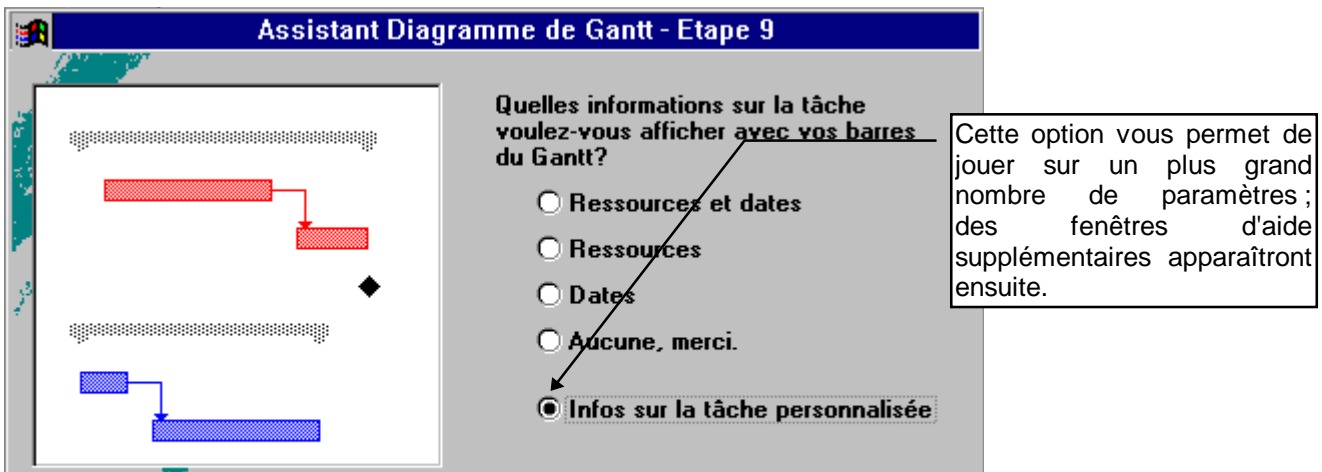 Assistant Diagramme de Gantt - Etape 9
Quelles informations sur la tâche
voulez-vous afficher avec vos barres
du Gantt?
Ressources et dates
Ressources
Dates
Aucune, merci.
Infos sur la tâche personnalisée
Cette option vous permet de
jouer sur un plus grand
nombre de paramètres ;
des fenêtres d'aide
supplémentaires apparaîtront
ensuite.